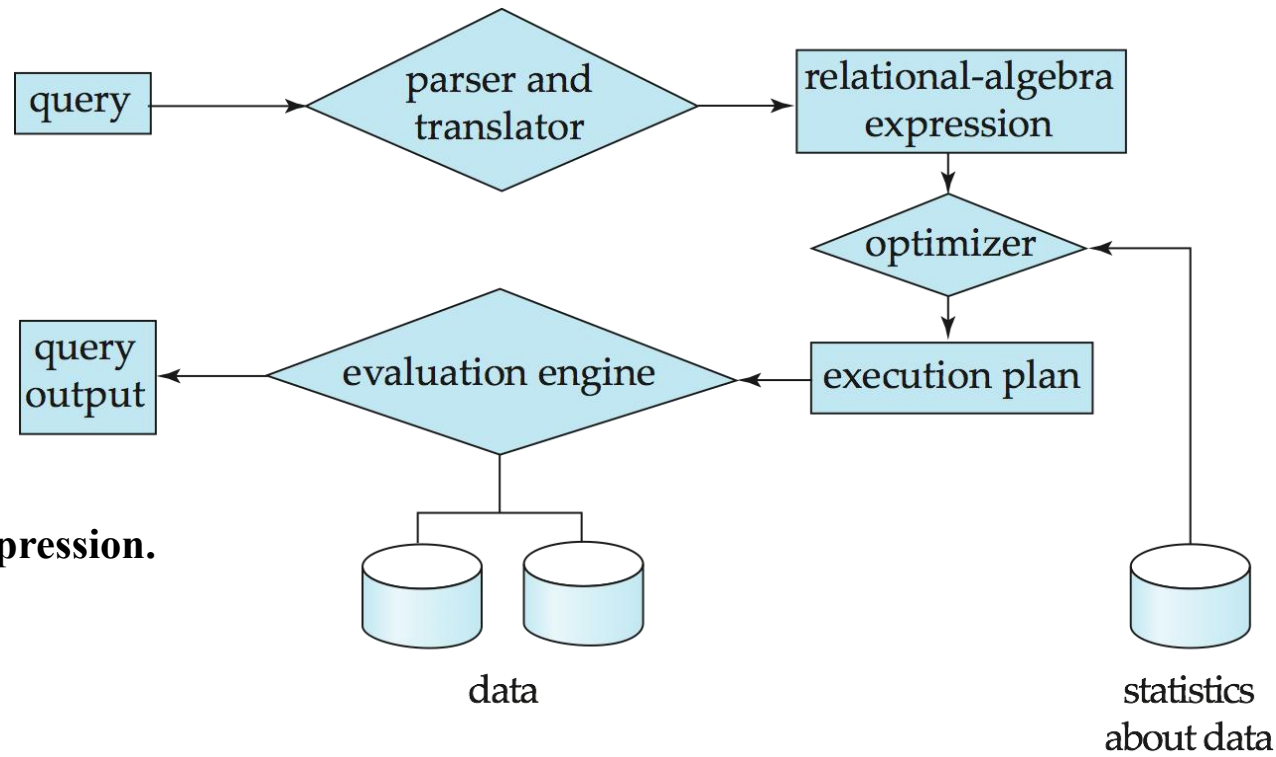 query
parser and
translator
relational-algebra
expression
optimizer
query
output
evaluation engine
execution plan
pression.
data
statistics
about data